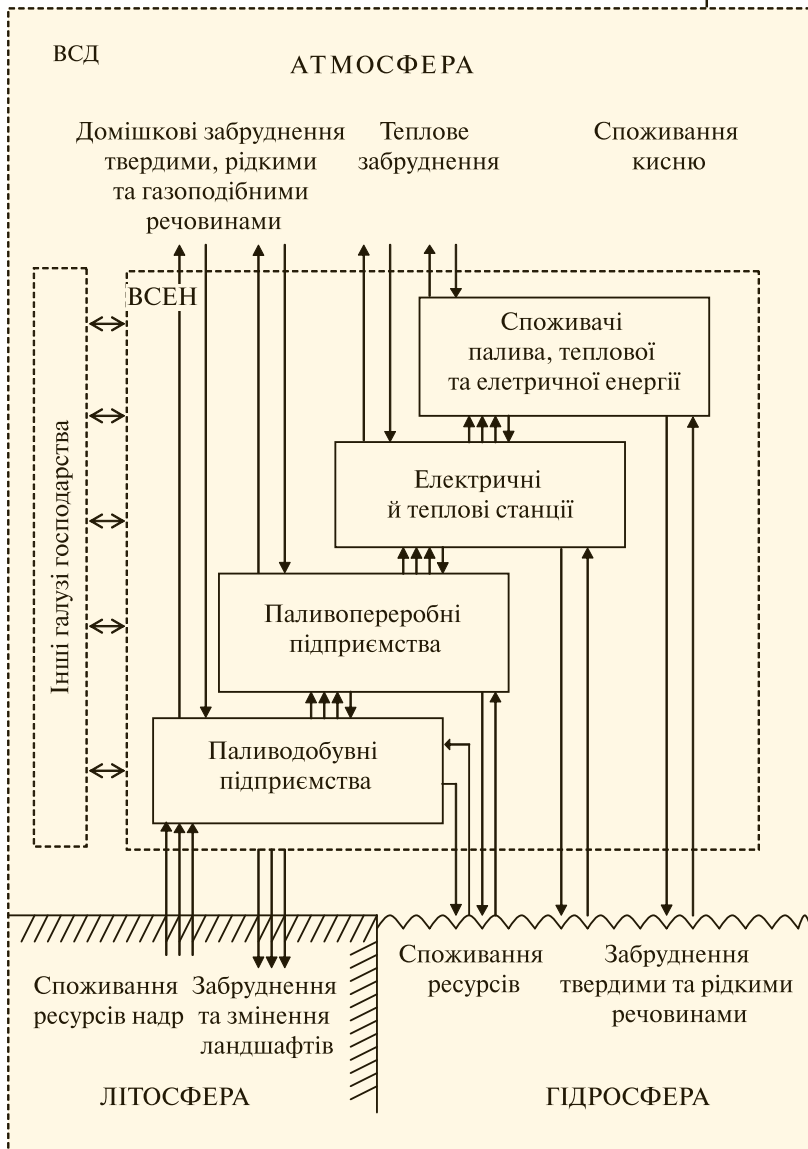 ВСД
АТМОСФЕРА
Домішкові забруднення
твердими, рідкими
та газоподібними
речовинами
Теплове
забруднення
Споживання
кисню
ВСЕН
Споживачі
палива, теплової
та елетричної енергії
Інші галузі господарства
Електричні
й теплові станції
Паливопереробні
підприємства
Паливодобувні
підприємства
Споживання
ресурсів надр
Забруднення
та змінення
ландшафтів
Споживання
ресурсів
Забруднення
твердими та рідкими
речовинами
ЛІТОСФЕРА
ГІДРОСФЕРА